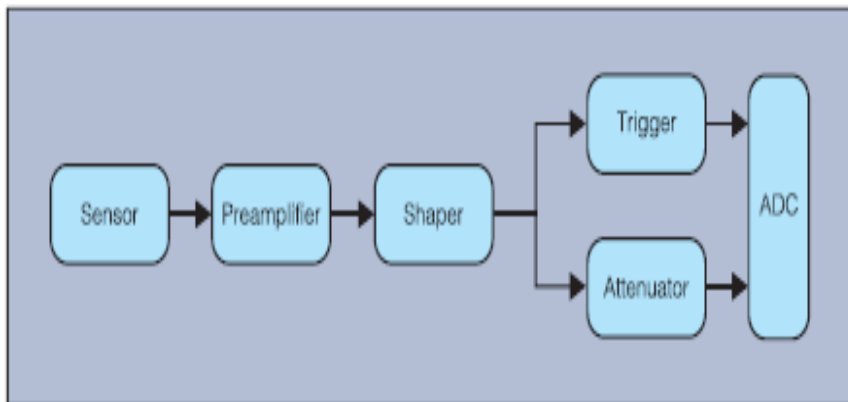 Sensor
Preamplifier
Shaper
Trigger
Attenuator
ADC